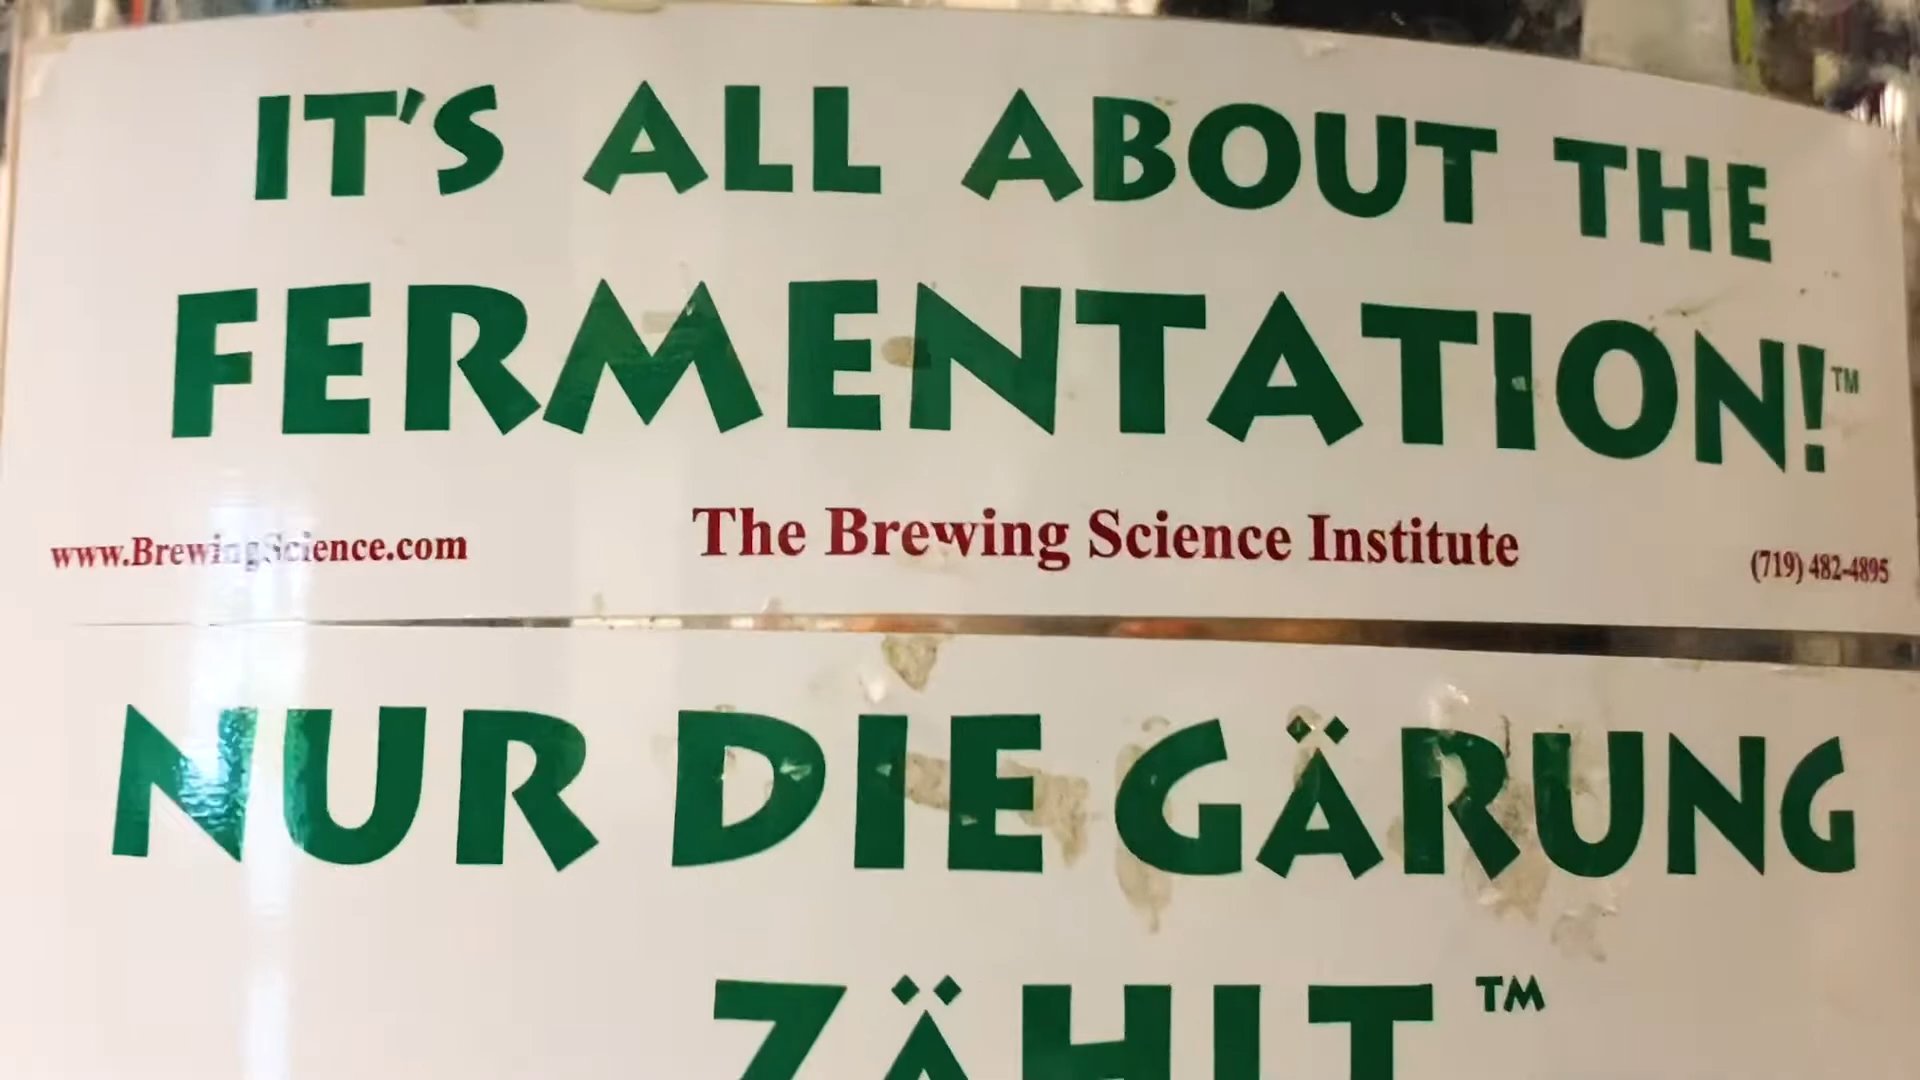 IT'S ALL ABOUT THE
FERMENTATION!™
www.BrewingScience.com The Brewing Science Institute (719) 482-4895
NUR DIE GÄRUNG
ZÄHLT™